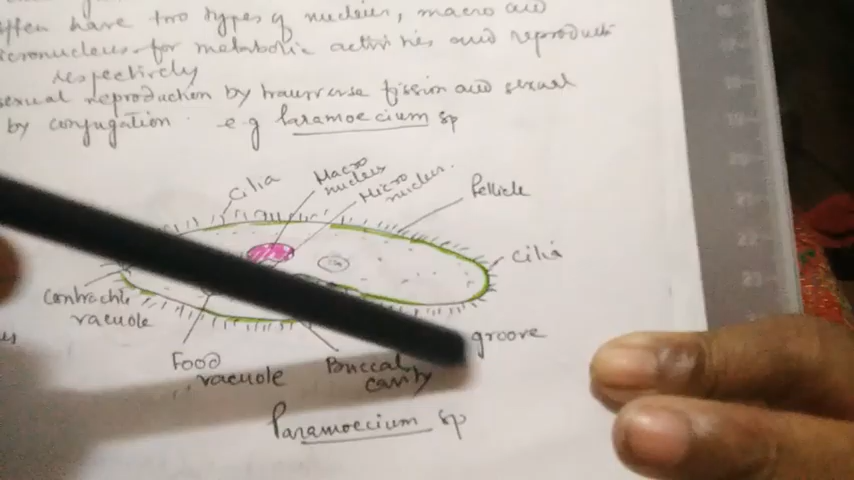 often have two types of nucleus, macro and
micronucleus for metabolic activities and reproducti
respectively
asexual reproduction by transverse fission and sexual
by conjugation. e.g Paramoecium sp
Cilia
Macro
nucleus
Micro
nucleus.
Pellicle
Cilia
Contractile
vacuole
groove
Food
vacuole
Buccal
cavity
Paramoecium sp